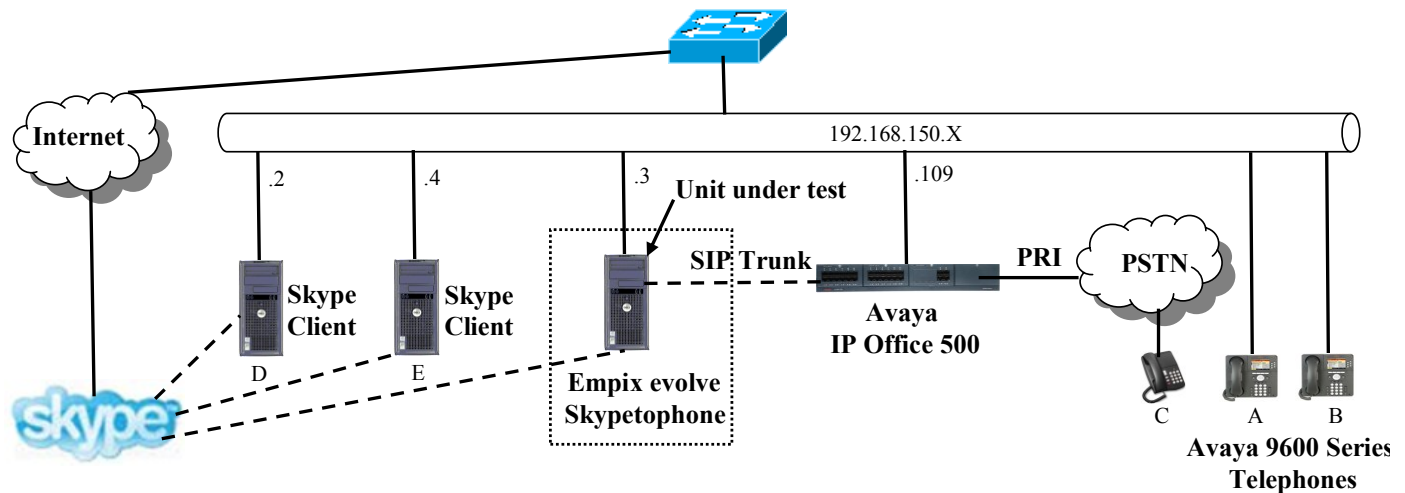 Internet
192.168.150.X
.2
.4
.3
.109
Unit under test
SIP Trunk
PRI
PSTN
Skype
Client
Skype
Client
Avaya
IP Office 500
D
E
Empix evolve
Skypetophone
skype
C
A
B
Avaya 9600 Series
Telephones